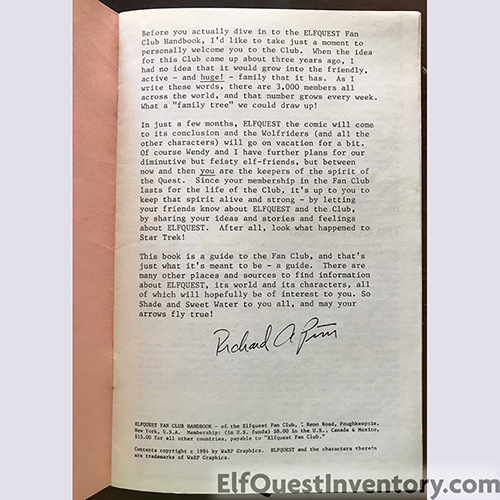 Before you actually dive in to the ELFQUEST Fan
Club Handbook, I'd like to take just a moment to
personally welcome you to the Club. When the idea
for this Club came up about three years ago, I
had no idea that it would grow into the friendly,
active - and huge! - family that it has. As I
write these words, there are 3,000 members all
across the world, and that number grows every week.
What a "family tree" we could draw up!
In just a few months, ELFQUEST the comic will come
to its conclusion and the Wolfriders (and all the
other characters) will go on vacation for a bit.
Of course Wendy and I have further plans for our
diminutive but feisty elf-friends, but between
now and then you are the keepers of the spirit of
the Quest. Since your membership in the Fan Club
lasts for the life of the Club, it's up to you to
keep that spirit alive and strong - by letting
your friends know about ELFQUEST and the Club,
by sharing your ideas and stories and feelings
about ELFQUEST. After all, look what happened to
Star Trek!
This book is a guide to the Fan Club, and that's
just what it's meant to be - a guide. There are
many other places and sources to find information
about ELFQUEST, its world and its characters, all
of which will hopefully be of interest to you. So
Shade and Sweet Water to you all, and may your
arrows fly true!
Richard A. Pini
ELFQUEST FAN CLUB HANDBOOK - of the Elfquest Fan Club, Reno Road, Poughkeepsie,
New York, U.S.A. Membership: (in U.S. funds) $8.00 in the U.S., Canada & Mexico,
$15.00 for all other countries, payable to "Elfquest Fan Club."
Contents copyright c 1984 by WaRP Graphics. ELFQUEST and the characters therein
are trademarks of WaRP Graphics.
ElfQuestInventory.com